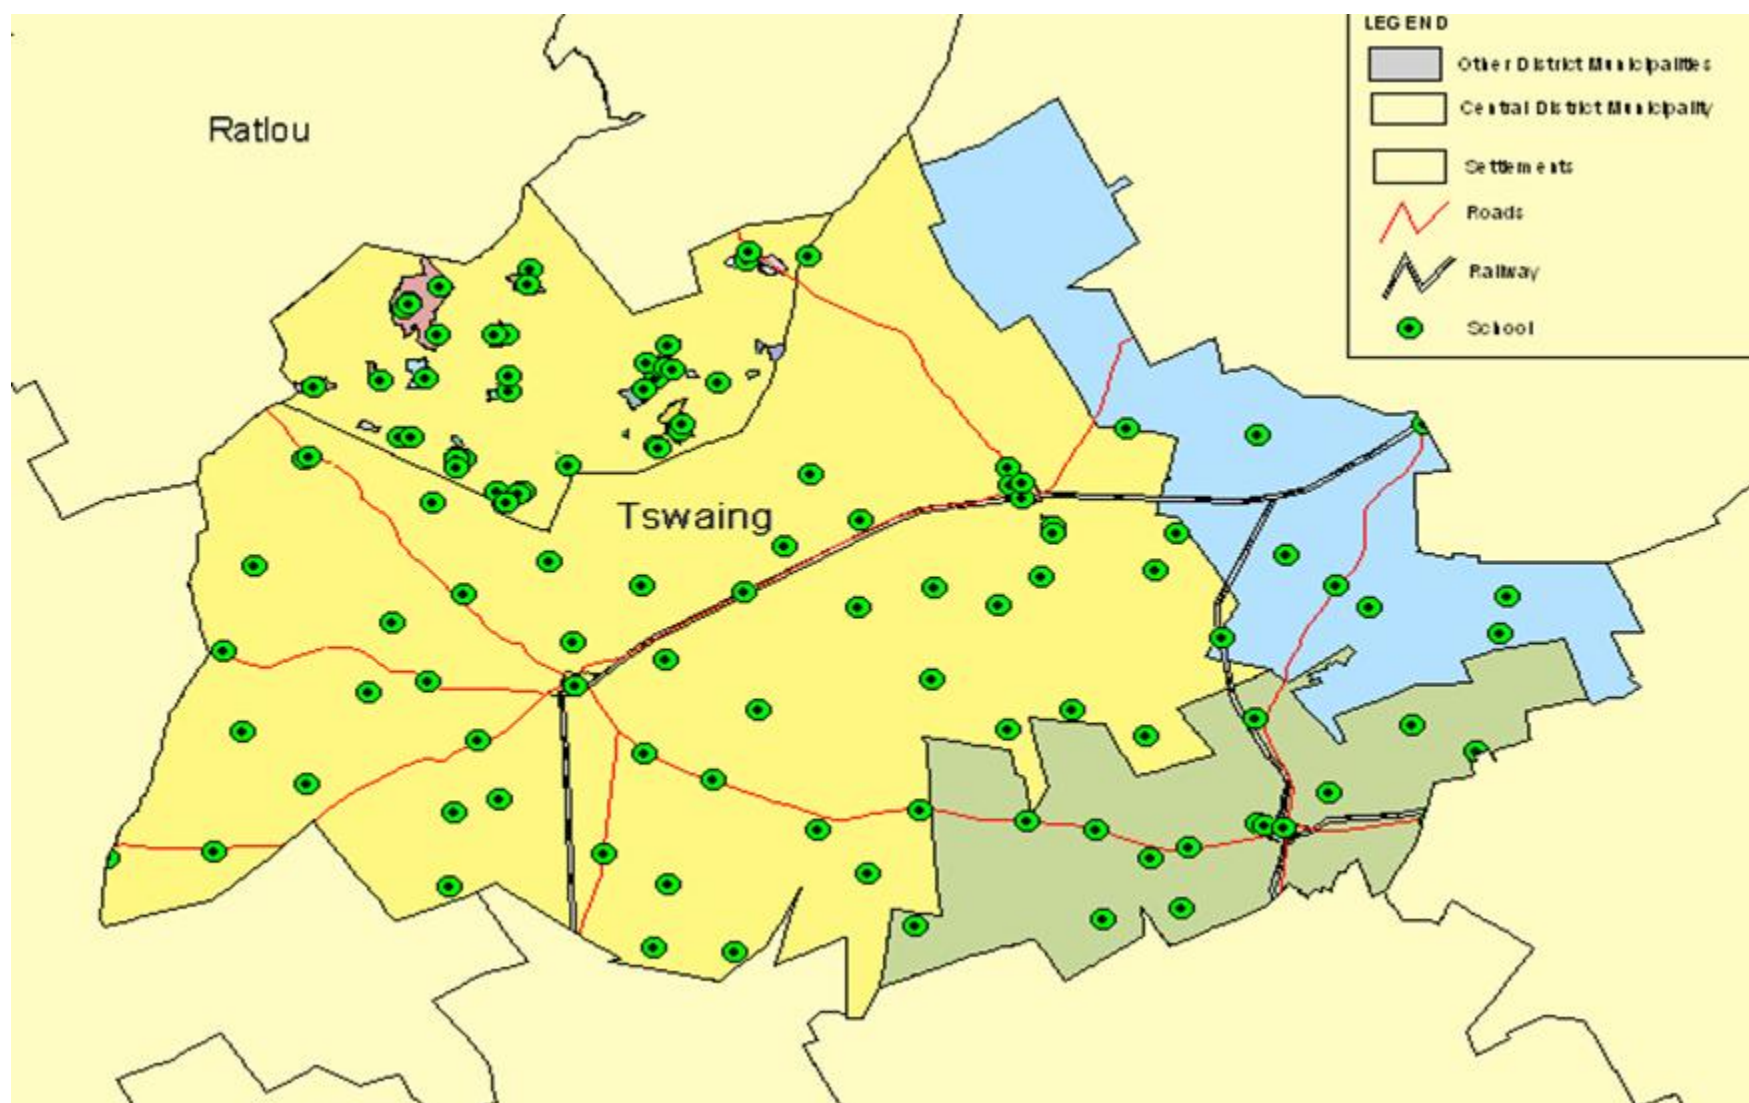 LEGEND
Other District Municipalities
Central District Municipality
Settlements
Roads
Railway
School
Ratlou
Tswaing